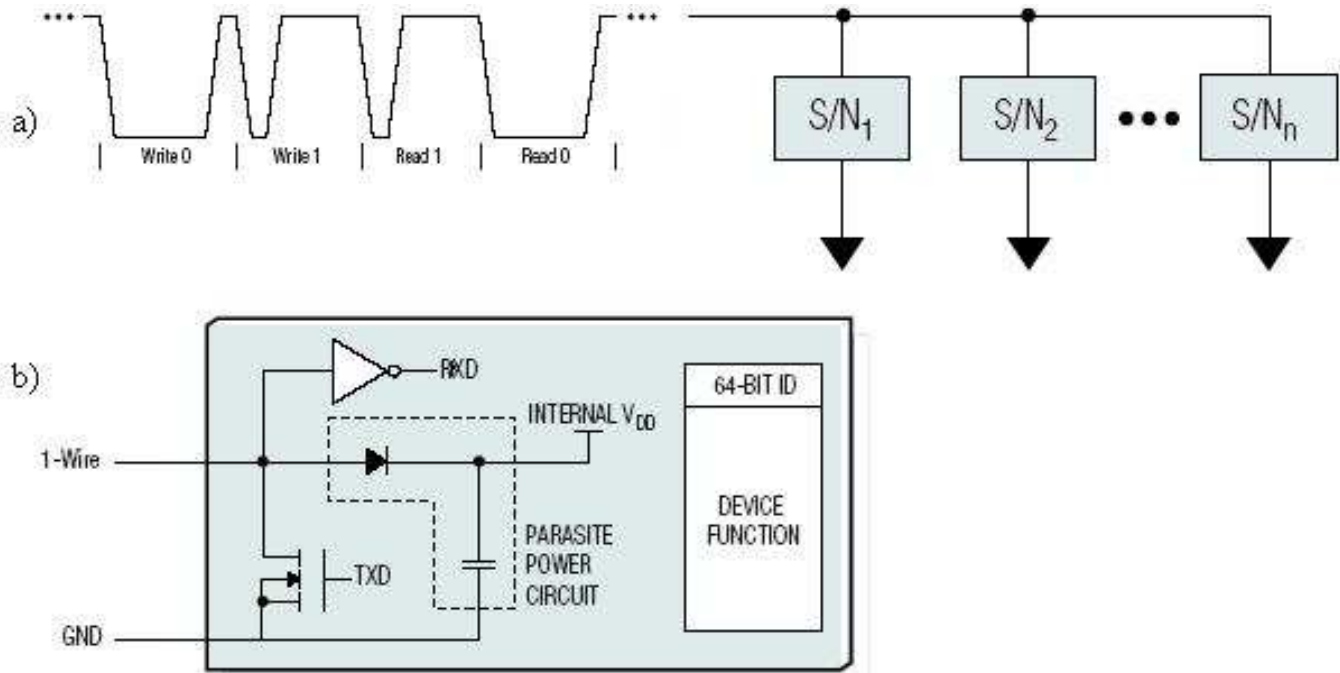 a)
Write 0 Write 1 Read 1 Read 0
S/N1 S/N2 S/Nn
b)
RXD
64-BIT ID
INTERNAL VDD
1-Wire
DEVICE
FUNCTION
PARASITE
POWER
CIRCUIT
TXD
GND